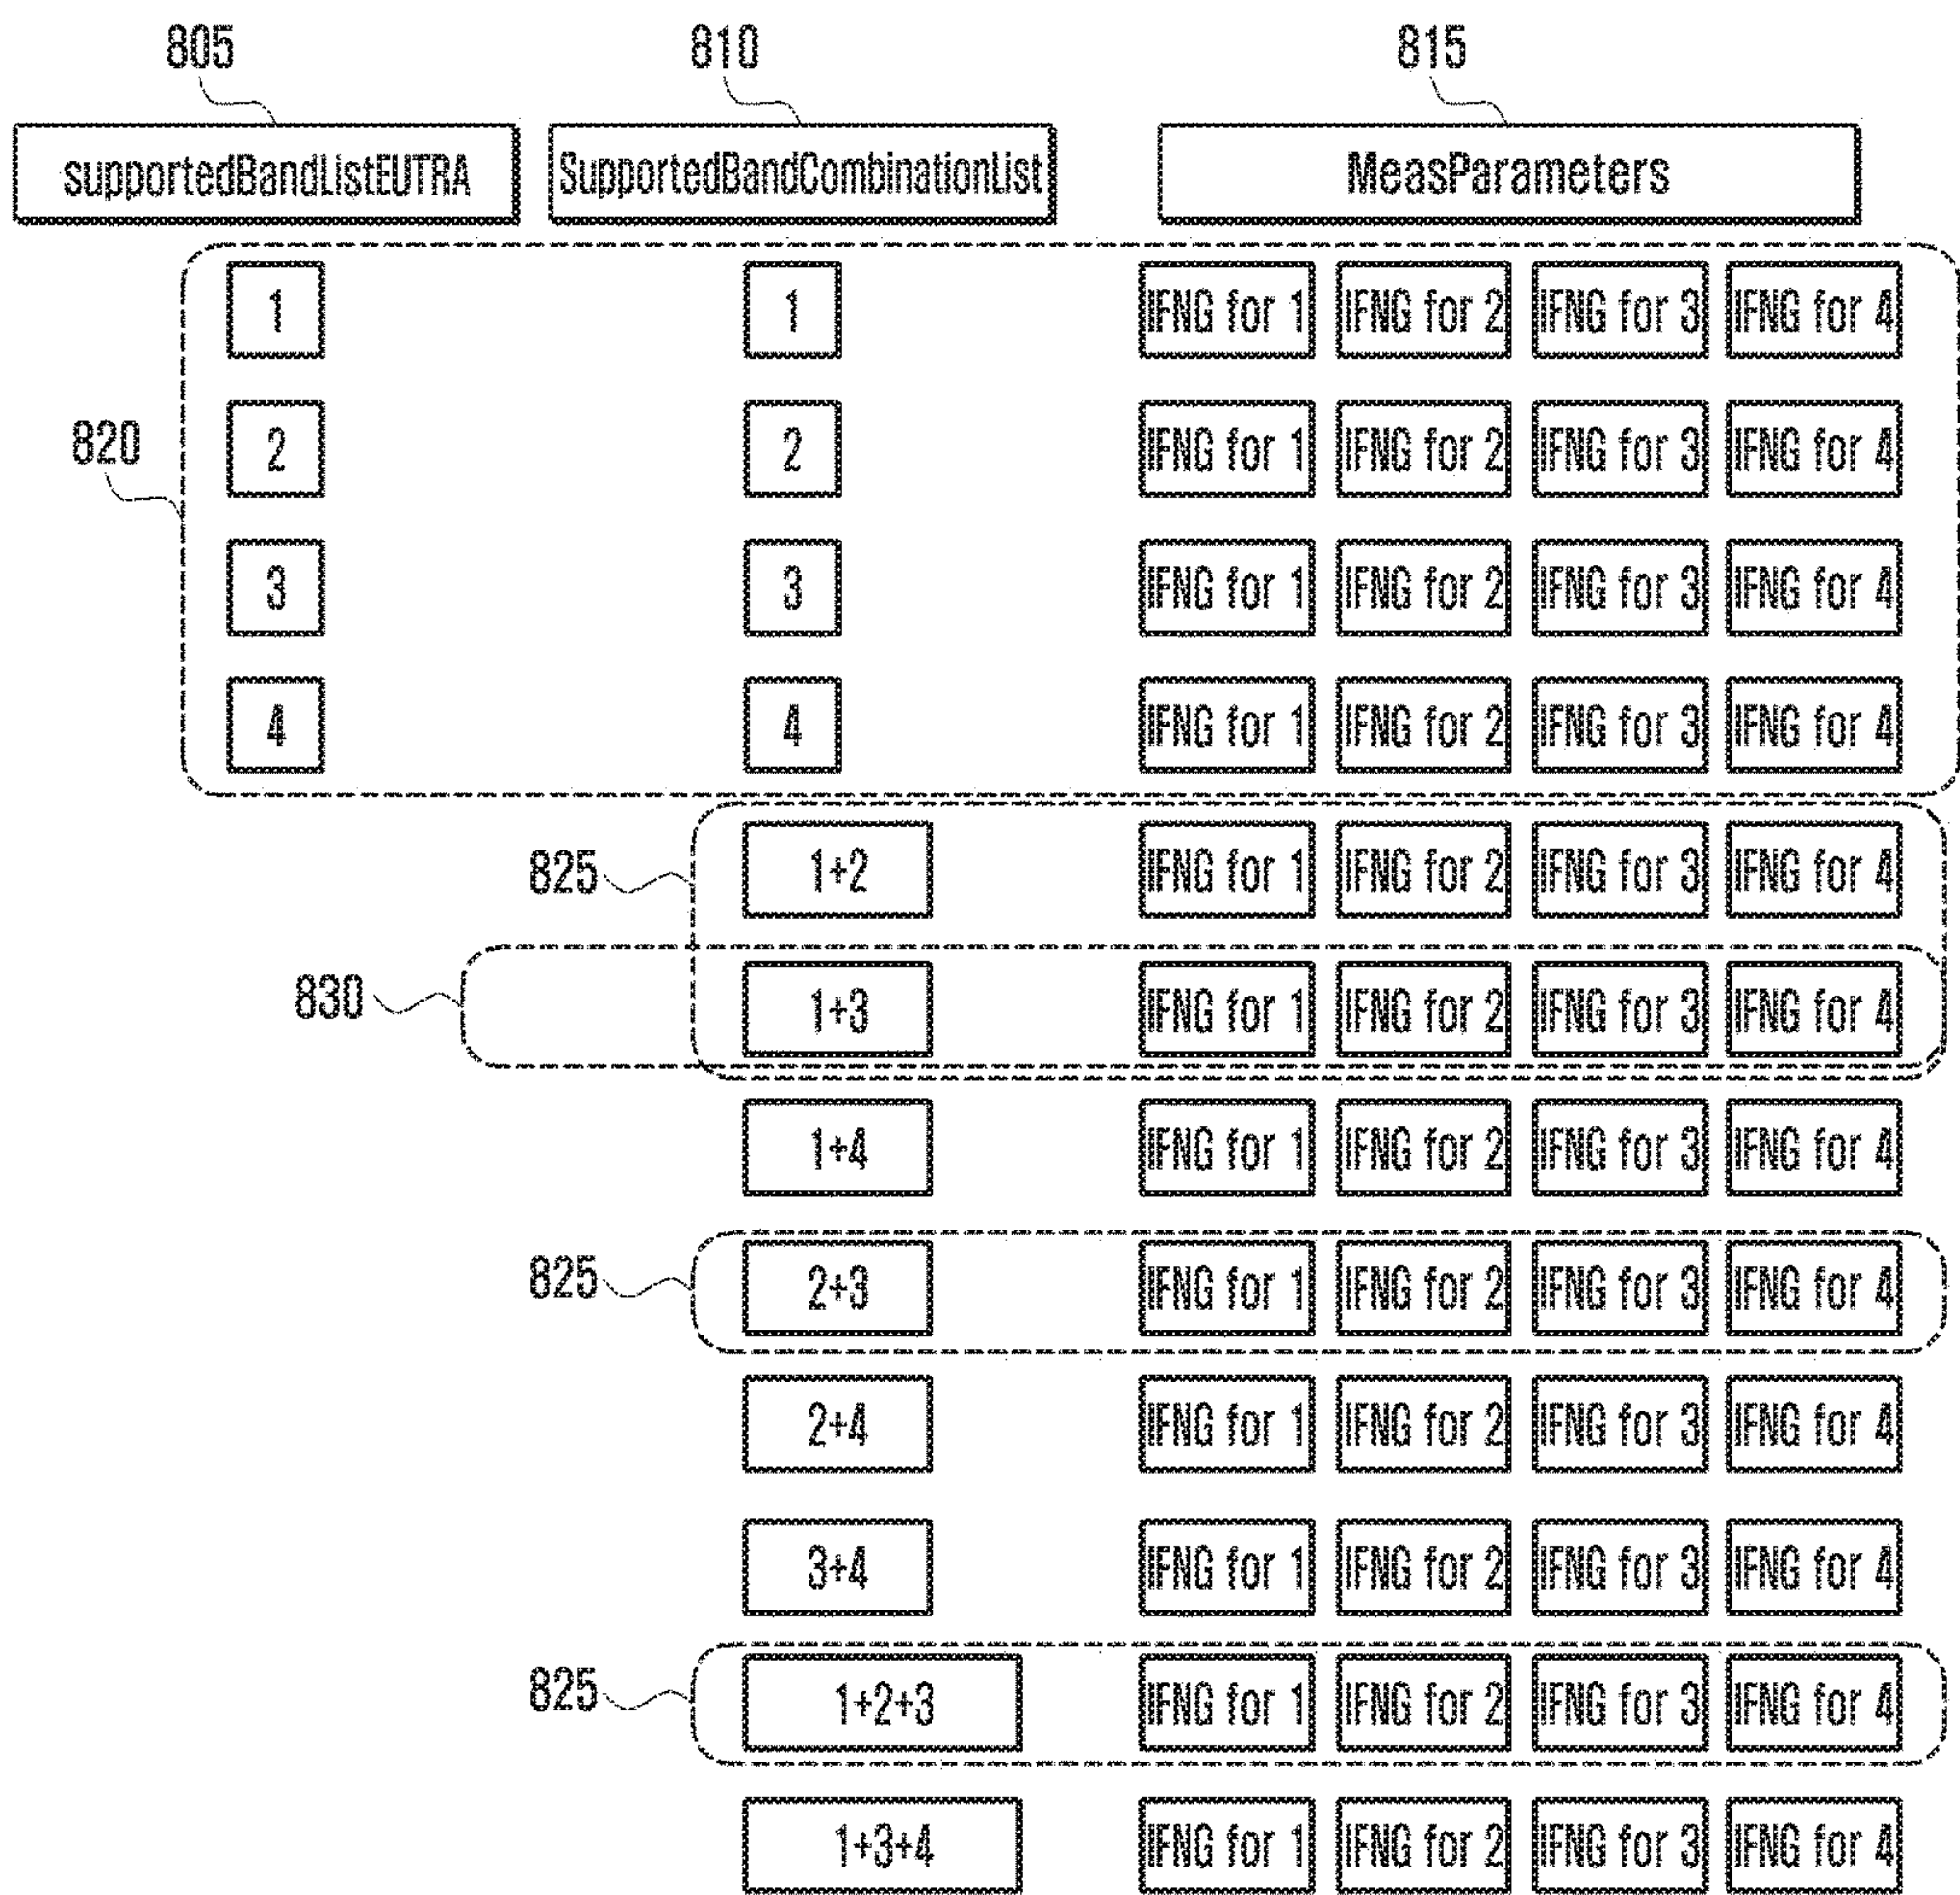 805 810 815
supportedBandListEUTRA SupportedBandCombinationList MeasParameters
1 1 IFNG for 1 IFNG for 2 IFNG for 3 IFNG for 4
820 2 2 IFNG for 1 IFNG for 2 IFNG for 3 IFNG for 4
3 3 IFNG for 1 IFNG for 2 IFNG for 3 IFNG for 4
4 4 IFNG for 1 IFNG for 2 IFNG for 3 IFNG for 4
825 1+2 IFNG for 1 IFNG for 2 IFNG for 3 IFNG for 4
830 1+3 IFNG for 1 IFNG for 2 IFNG for 3 IFNG for 4
1+4 IFNG for 1 IFNG for 2 IFNG for 3 IFNG for 4
825 2+3 IFNG for 1 IFNG for 2 IFNG for 3 IFNG for 4
2+4 IFNG for 1 IFNG for 2 IFNG for 3 IFNG for 4
3+4 IFNG for 1 IFNG for 2 IFNG for 3 IFNG for 4
825 1+2+3 IFNG for 1 IFNG for 2 IFNG for 3 IFNG for 4
1+3+4 IFNG for 1 IFNG for 2 IFNG for 3 IFNG for 4